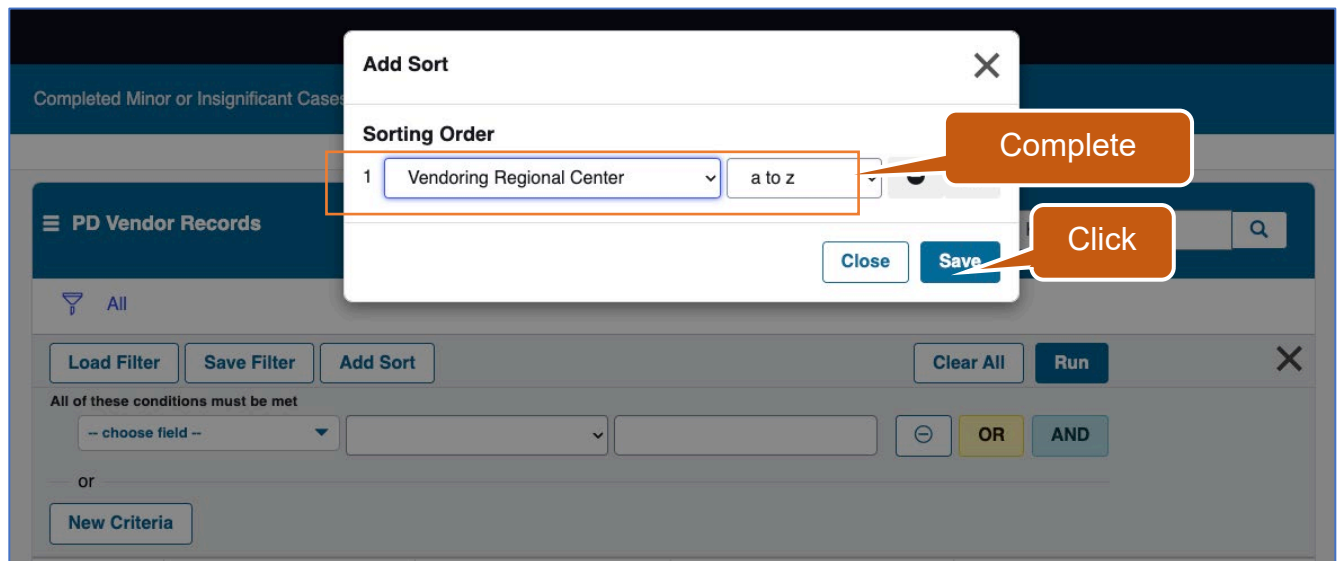 Add Sort
Completed Minor or Insignificant Cases
Sorting Order
Complete
1 Vendoring Regional Center a to z
PD Vendor Records
Click
Close Save
All
Load Filter Save Filter Add Sort Clear All Run
All of these conditions must be met
-- choose field -- OR AND
or
New Criteria